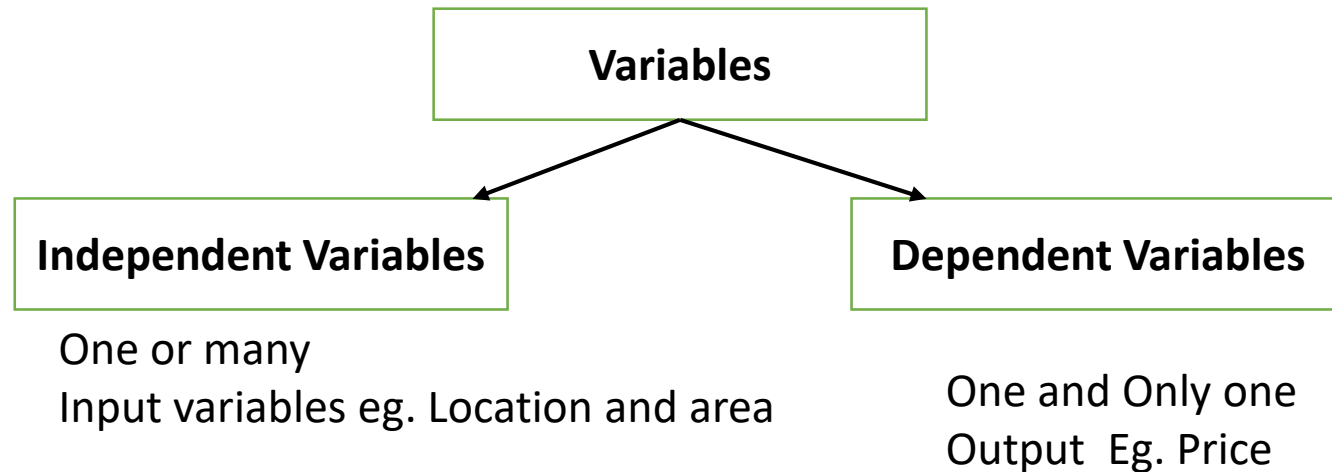 Variables
Independent Variables
Dependent Variables
One or many
Input variables eg. Location and area
One and Only one
Output  Eg. Price